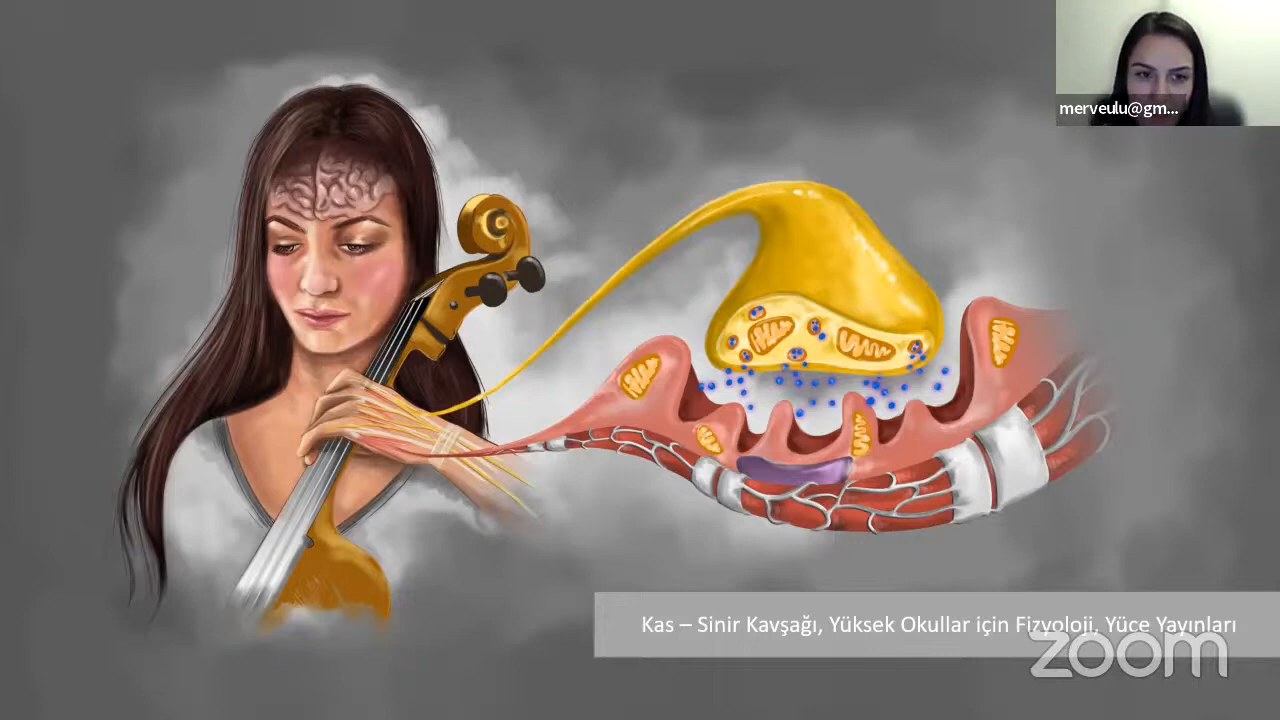 merveulu@gm...
Kas – Sinir Kavşağı, Yüksek Okullar için Fizyoloji, Yüce Yayınları
zoom